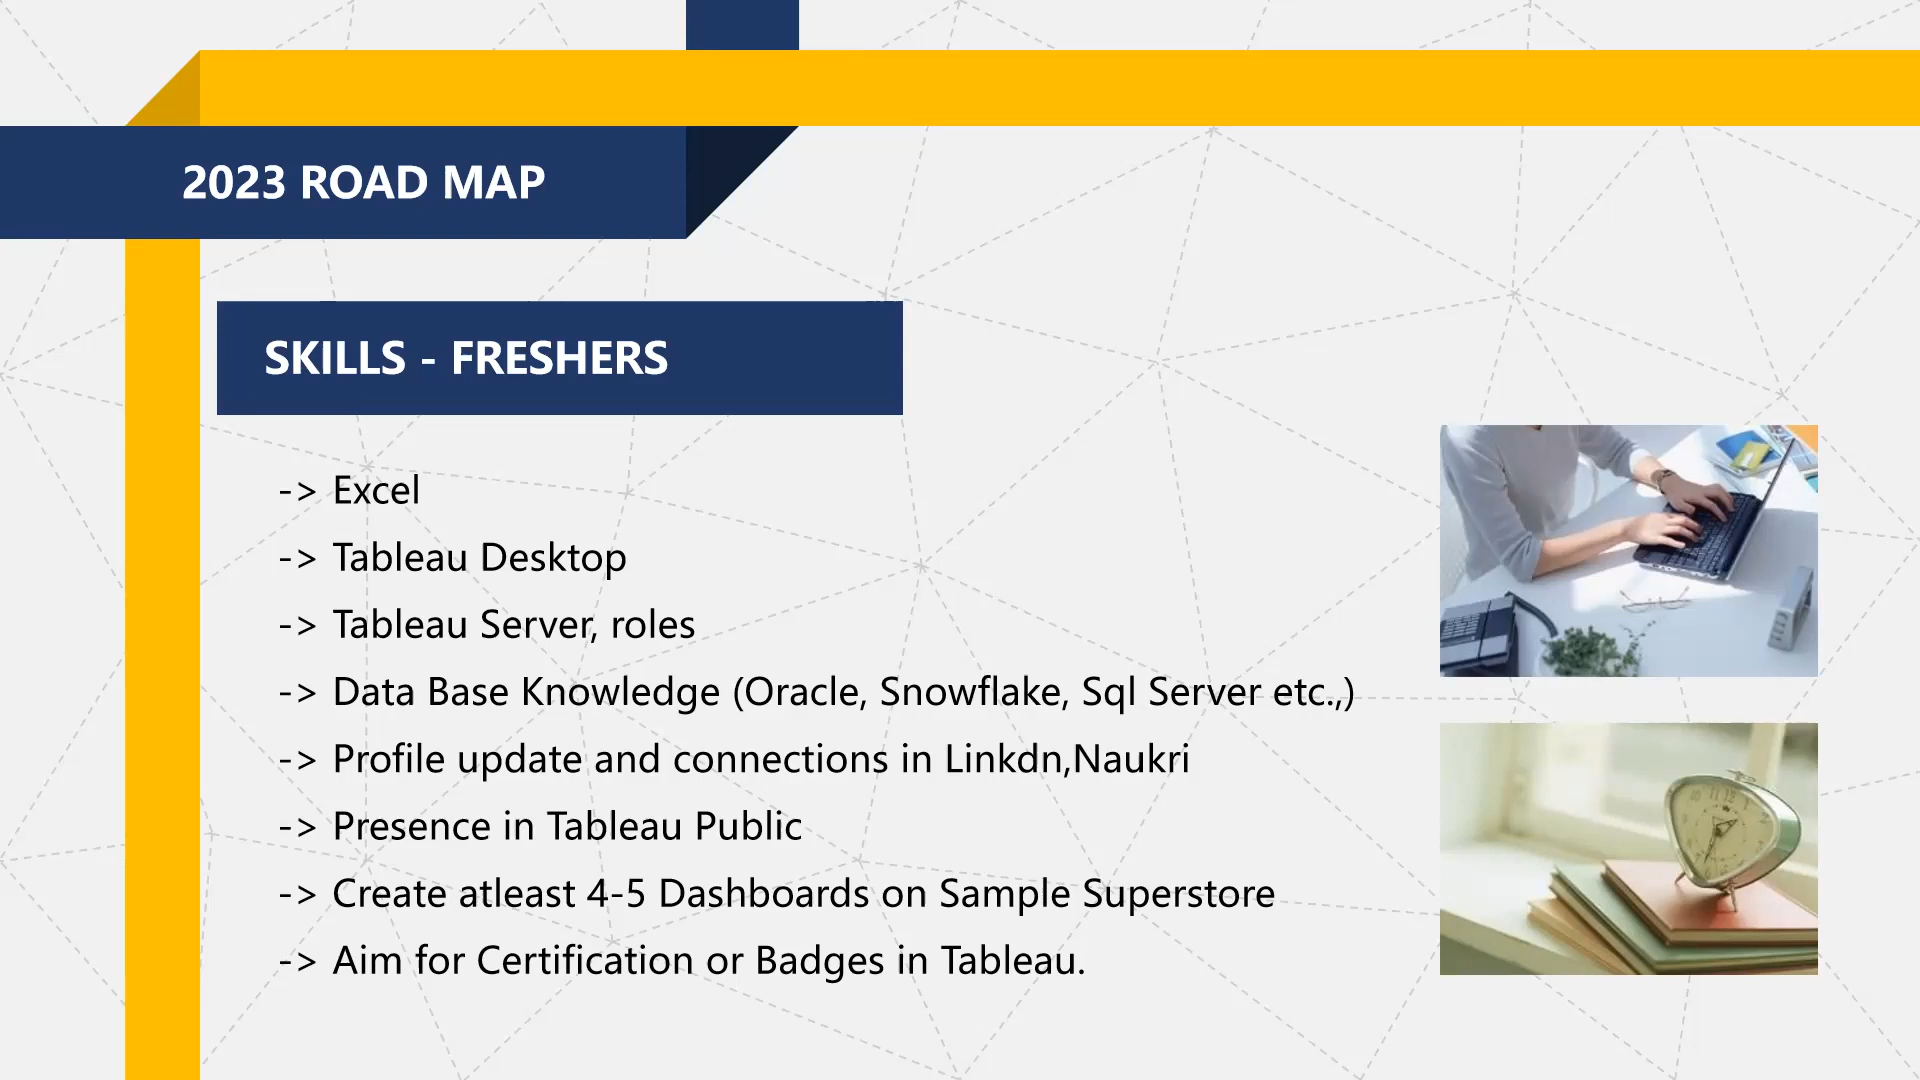 2023 ROAD MAP
SKILLS - FRESHERS
-> Excel
-> Tableau Desktop
-> Tableau Server, roles
-> Data Base Knowledge (Oracle, Snowflake, Sql Server etc.,)
-> Profile update and connections in Linkdn,Naukri
-> Presence in Tableau Public
-> Create atleast 4-5 Dashboards on Sample Superstore
-> Aim for Certification or Badges in Tableau.